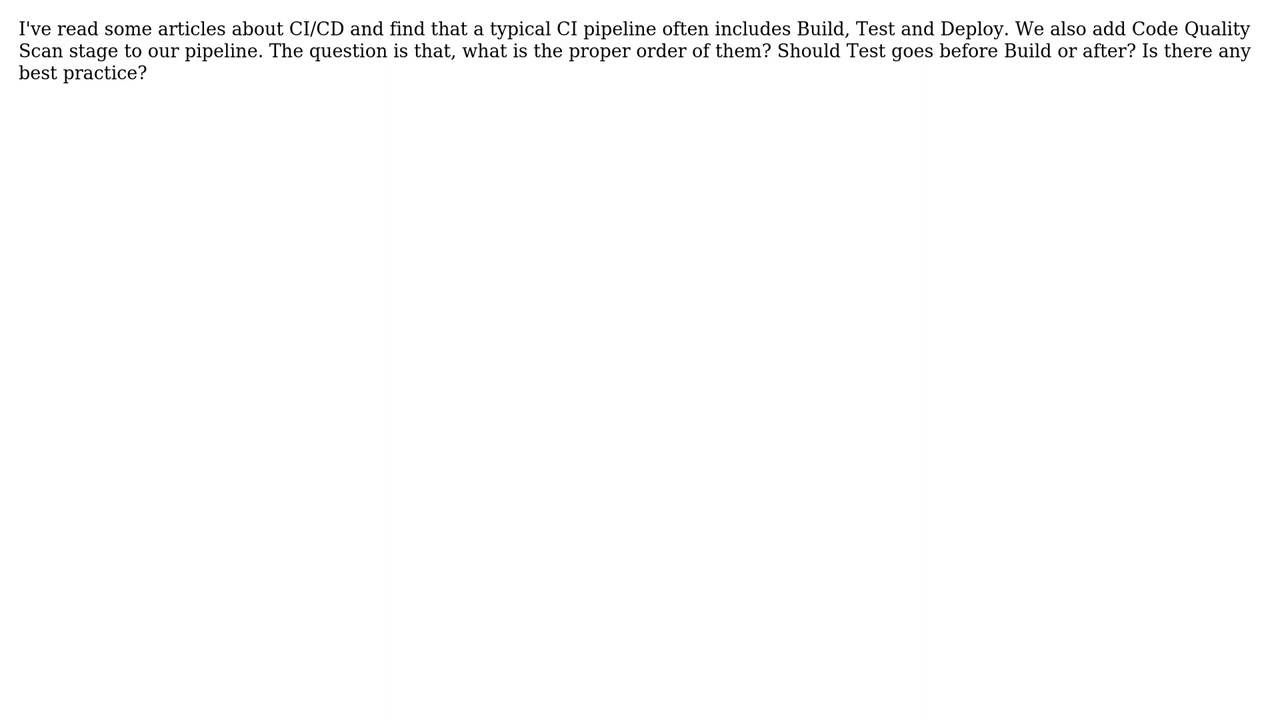 I've read some articles about CI/CD and find that a typical CI pipeline often includes Build, Test and Deploy. We also add Code Quality
Scan stage to our pipeline. The question is that, what is the proper order of them? Should Test goes before Build or after? Is there any
best practice?